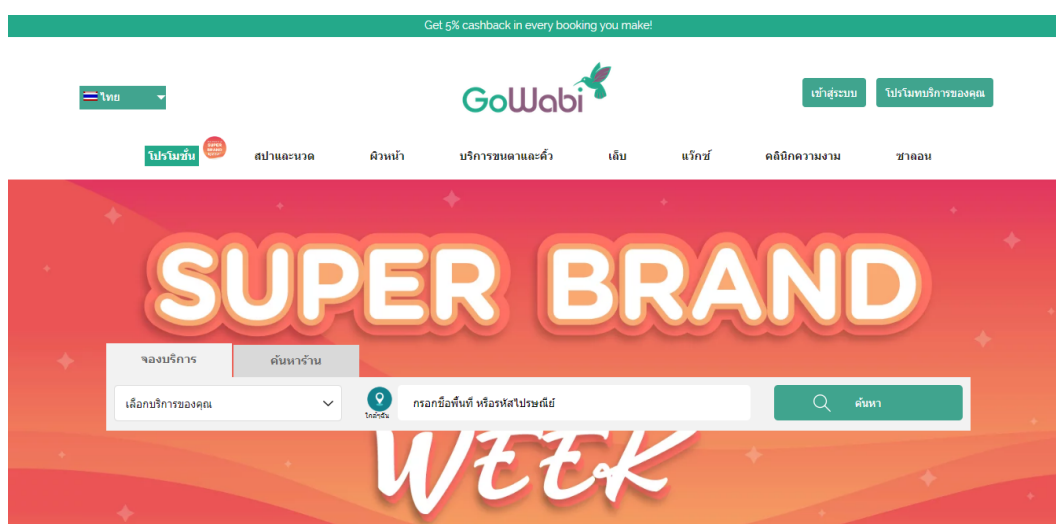 Get 5% cashback in every booking you make!
ไทย
GoWabi
เข้าสู่ระบบ
โปรโมทบริการของคุณ
โปรโมชั่น
SUPER BRAND
สปาและนวด
ผิวหน้า
บริการขนตาและคิ้ว
เล็บ
แว๊กซ์
คลินิกความงาม
ซาลอน
SUPER BRAND
จองบริการ
ค้นหาร้าน
เลือกบริการของคุณ
ใกล้ฉัน
กรอกชื่อพื้นที่ หรือรหัสไปรษณีย์
ค้นหา
WEEK